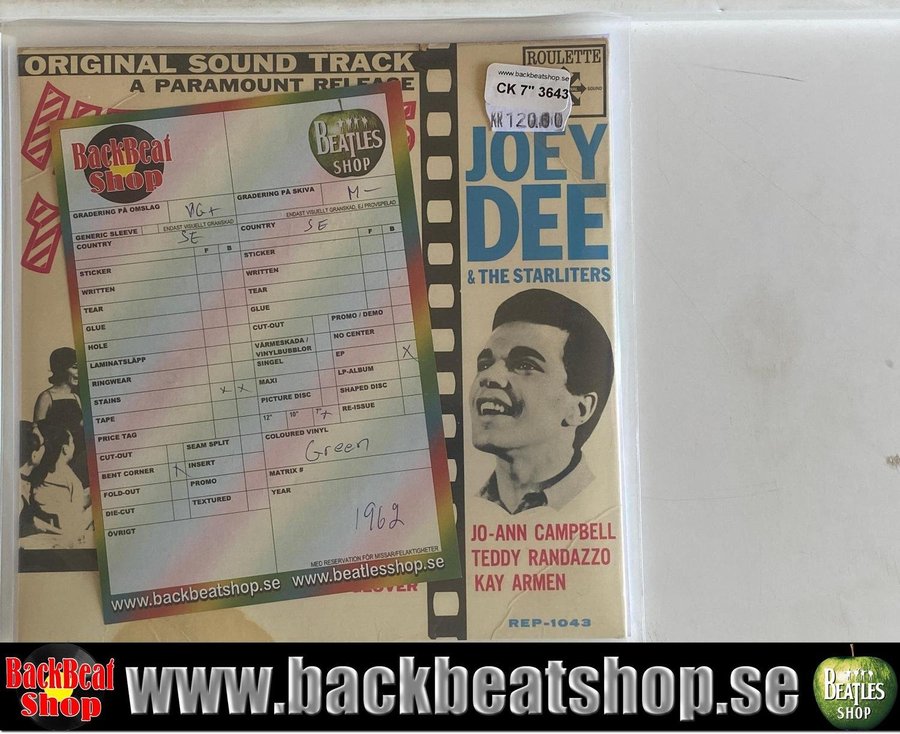 ORIGINAL SOUND TRACK
A PARAMOUNT RELEASE
ROULETTE
SOUND
www.backbeatshop.se
CK 7" 3643
KR 120.00
JOEY
DEE
& THE STARLITERS
JO-ANN CAMPBELL
TEDDY RANDAZZO
KAY ARMEN
REP-1043
BACKBEAT
SHOP
BEATLES
SHOP
GRADERING PÅ OMSLAG VG+
GRADERING PÅ SKIVA M-
ENDAST VISUELLT GRANSKAD
ENDAST VISUELLT GRANSKAD, EJ PROVSPELAD
GENERIC SLEEVE
COUNTRY SE
COUNTRY SE
F B
F B
STICKER
WRITTEN
TEAR
GLUE
HOLE
LAMINATSLÄPP
RINGWEAR
STAINS x x
TAPE
PRICE TAG
CUT-OUT
SEAM SPLIT
BENT CORNER x
INSERT
FOLD-OUT
PROMO
DIE-CUT
TEXTURED
ÖVRIGT
STICKER
WRITTEN
TEAR
GLUE
CUT-OUT
PROMO / DEMO
VÄRMESKADA /
VINYLBUBBLOR
NO CENTER
SINGEL
EP X
MAXI
LP-ALBUM
PICTURE DISC
SHAPED DISC
12" 10" 7" x
RE-ISSUE
COLOURED VINYL
Green
MATRIX #
YEAR
1962
MED RESERVATION FÖR MISSAR/FELAKTIGHETER
www.backbeatshop.se www.beatlesshop.se
GLOVER
BACKBEAT
SHOP
www.backbeatshop.se
BEATLES
SHOP